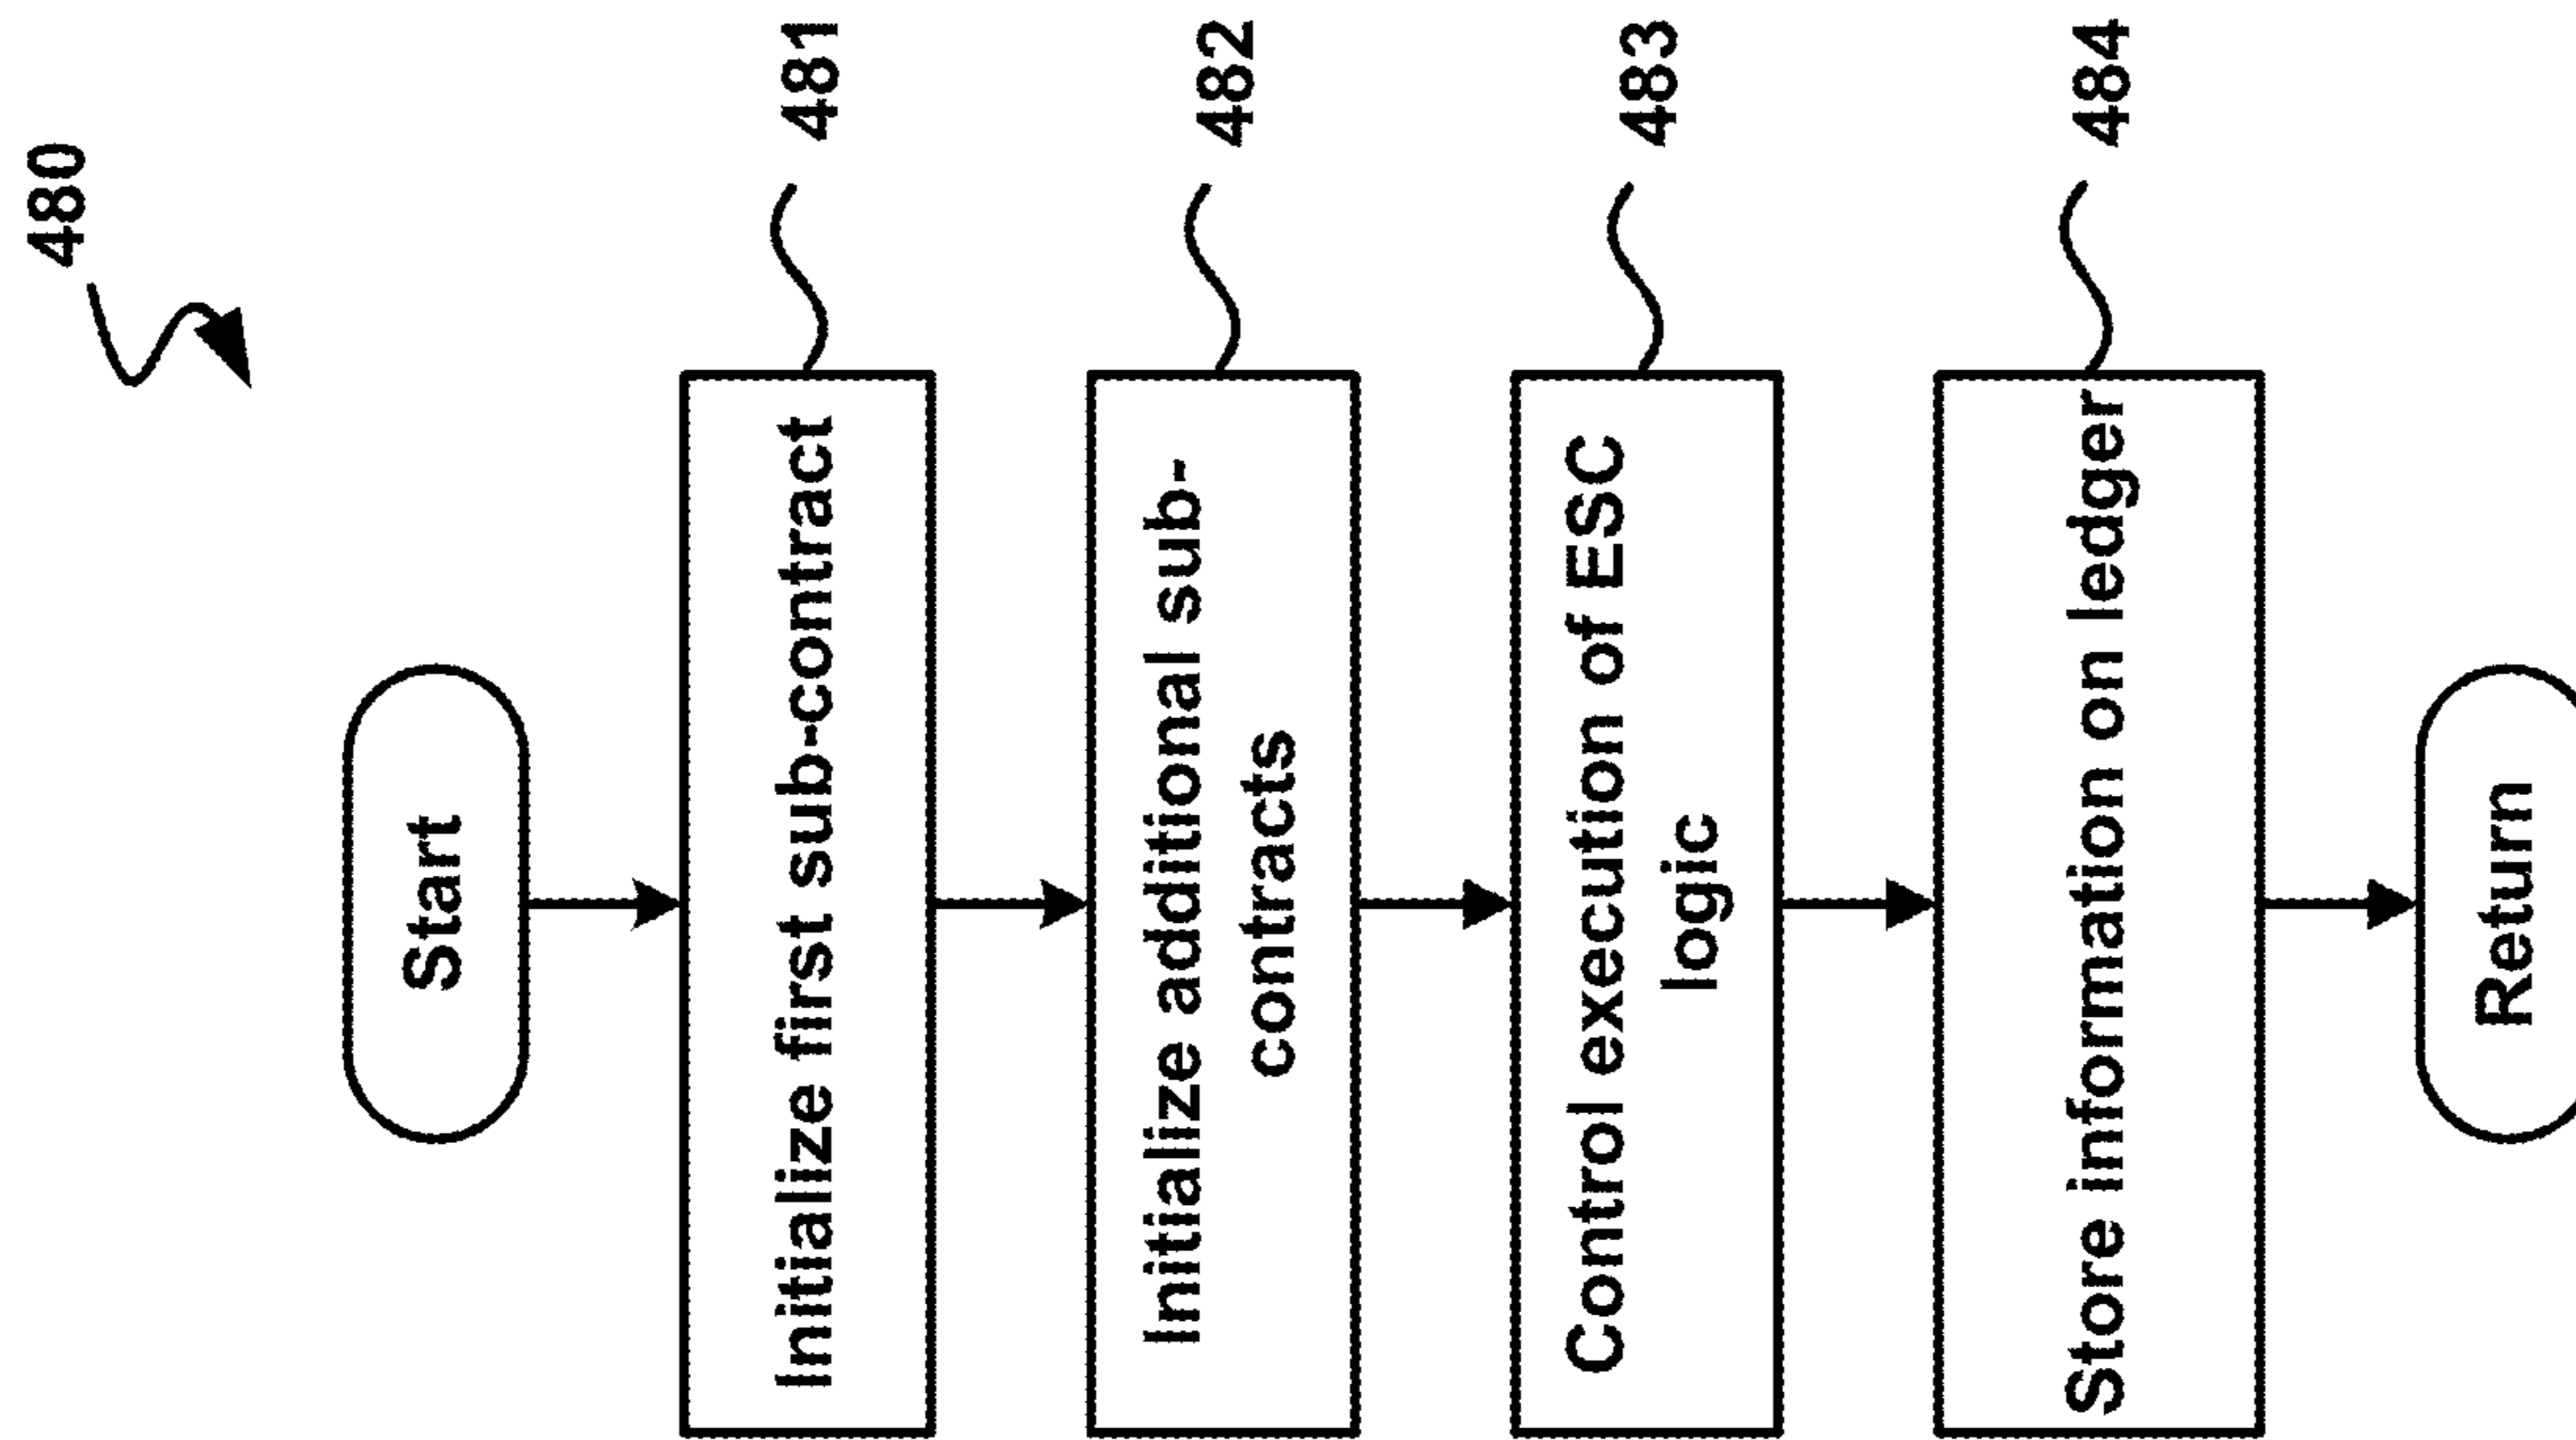 480
Start
Initialize first sub-contract
481
Initialize additional sub-
contracts
482
Control execution of ESC
logic
483
Store information on ledger
484
Return